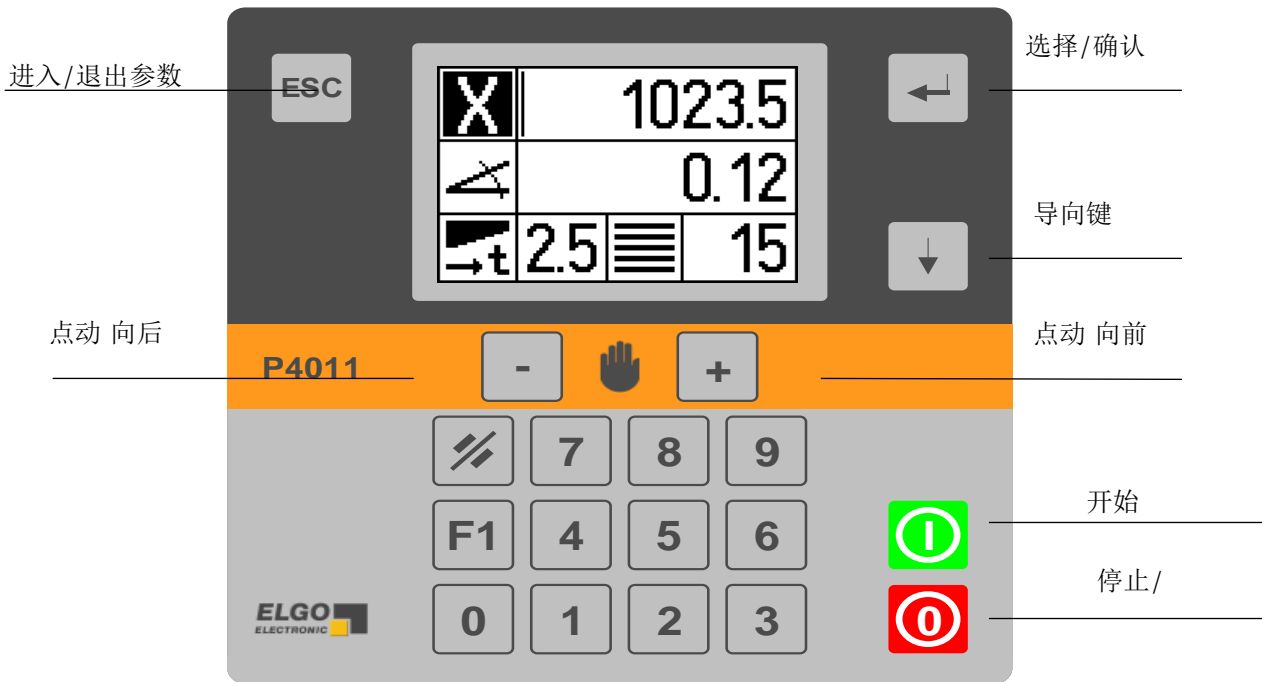 选择/确认
进入/退出参数
ESC
X 1023.5
0.12
t 2.5 15
导向键
点动 向后
点动 向前
P4011
- +
7 8 9
F1 4 5 6
开始
停止/
ELGO
ELECTRONIC
0 1 2 3
0